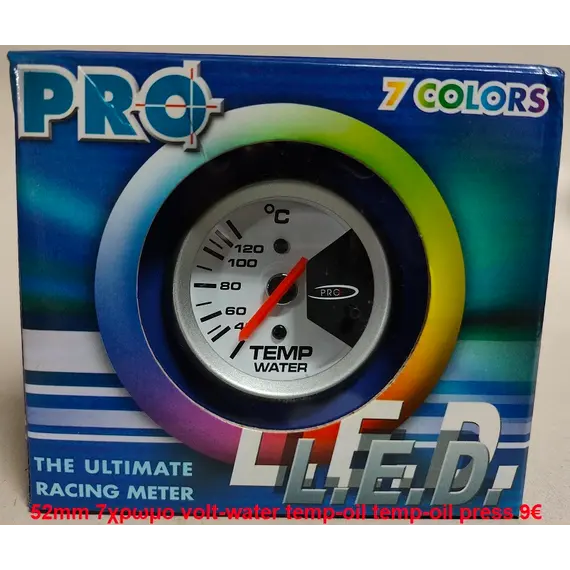 PRO
7 COLORS
°C
120
100
80
60
40
PRO
TEMP
WATER
L.E.D.
THE ULTIMATE
RACING METER
52mm 7χρωμο volt-water temp-oil temp-oil press 9€